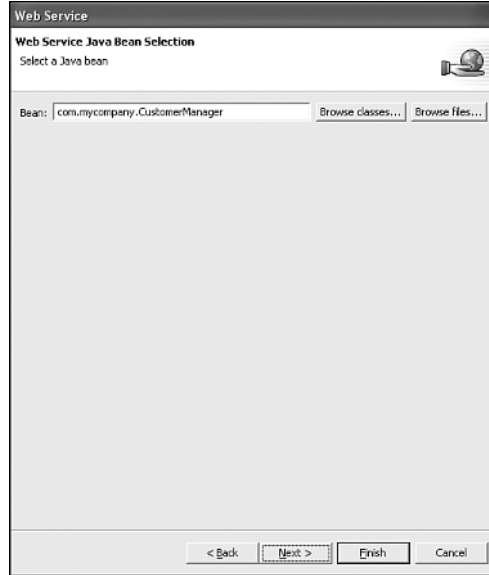 Web Service
Web Service Java Bean Selection
Select a Java bean
Bean: com.mycompany.CustomerManager Browse classes... Browse files...
< Back Next > Finish Cancel